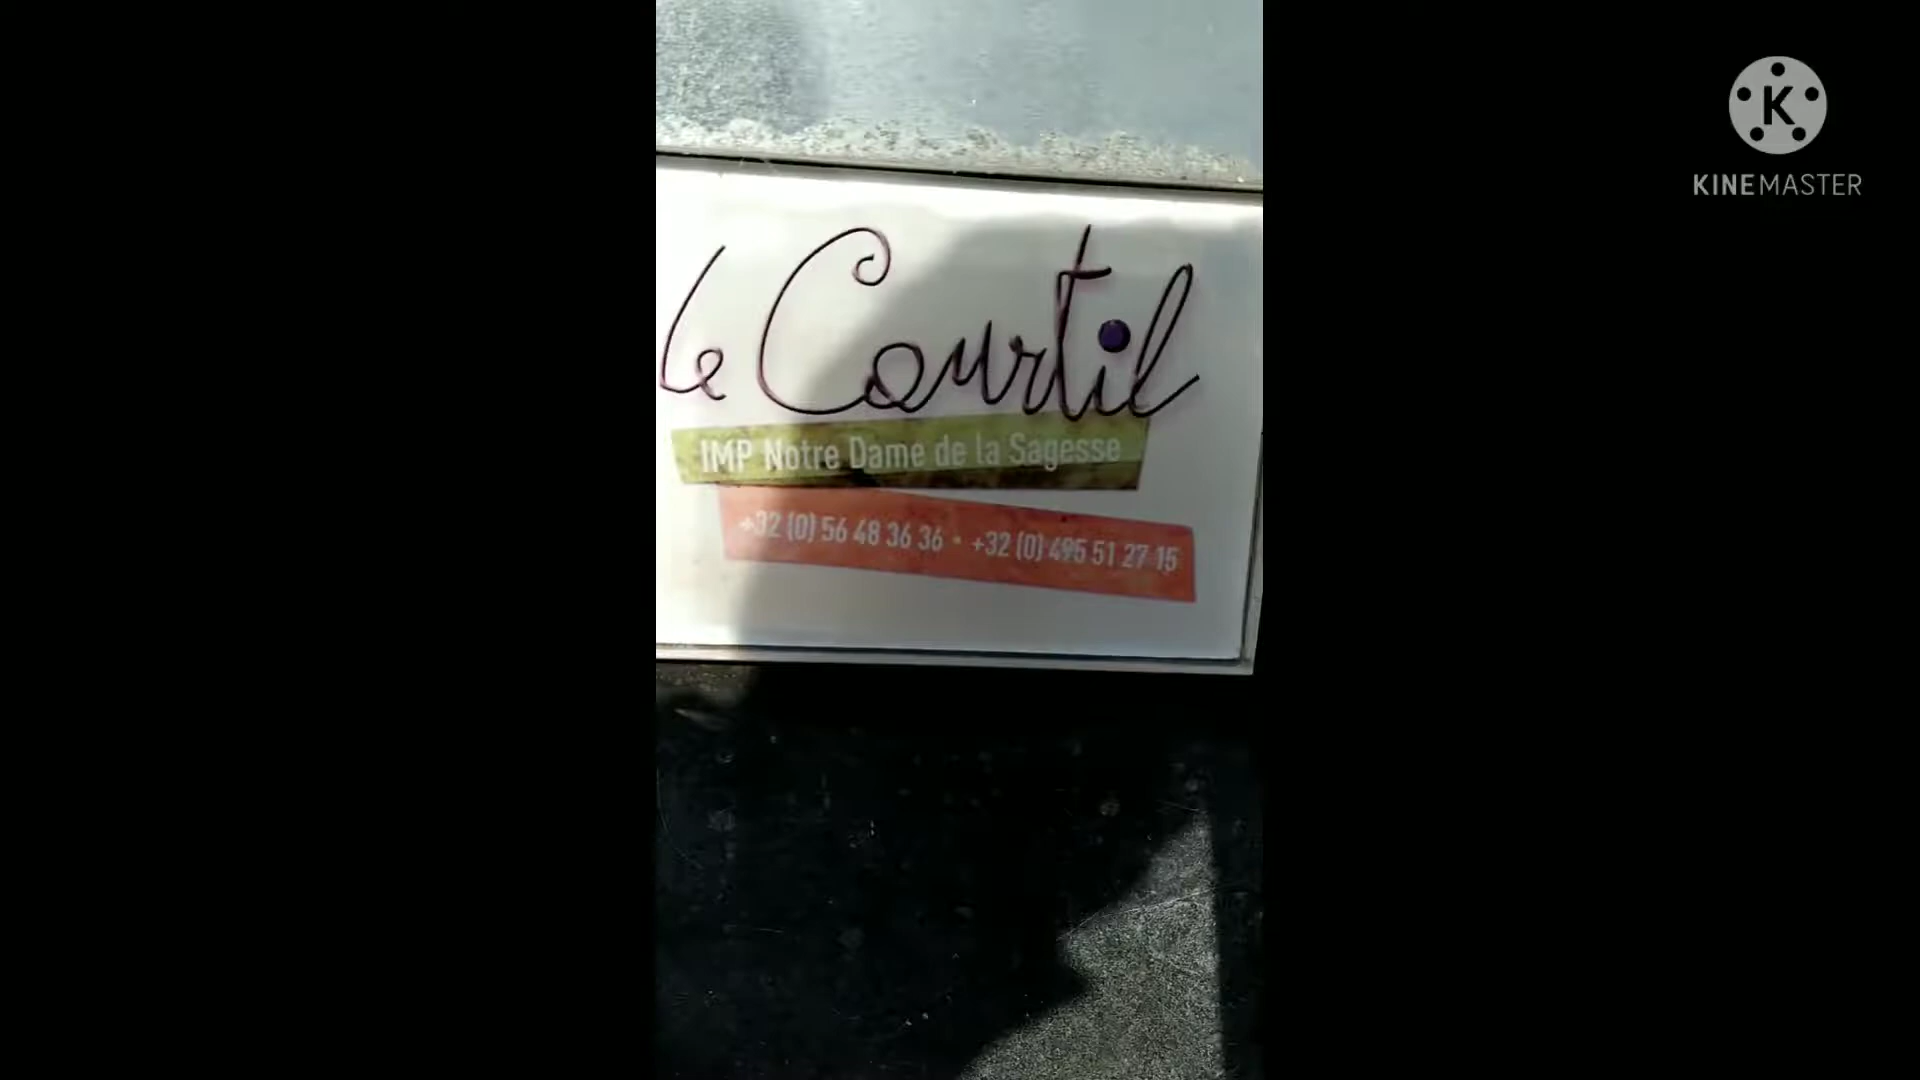 K
KINEMASTER
le Courtil
IMP Notre Dame de la Sagesse
+32 (0) 56 48 36 36 • +32 (0) 495 51 27 15